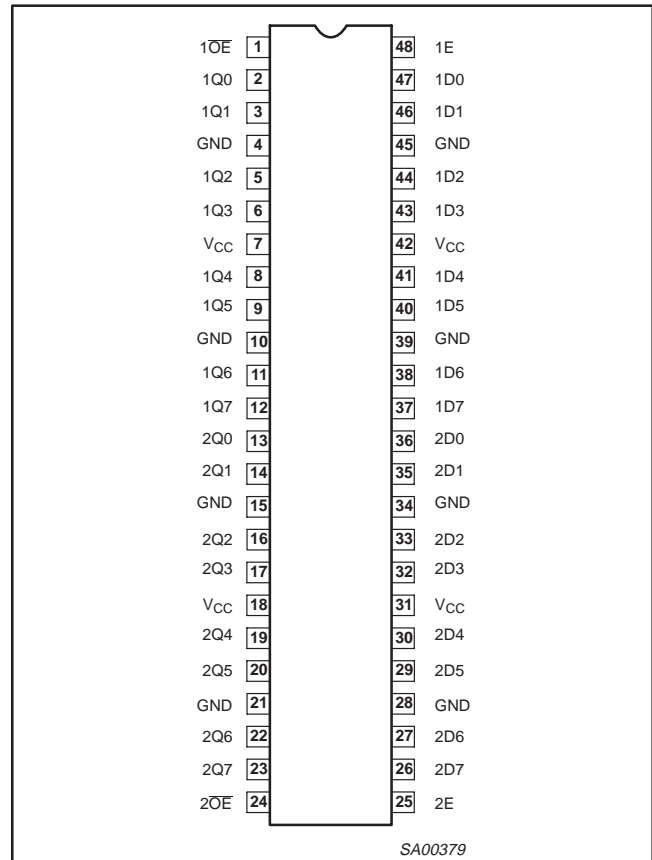 1O̅E̅ 1 48 1E
1Q0 2 47 1D0
1Q1 3 46 1D1
GND 4 45 GND
1Q2 5 44 1D2
1Q3 6 43 1D3
VCC 7 42 VCC
1Q4 8 41 1D4
1Q5 9 40 1D5
GND 10 39 GND
1Q6 11 38 1D6
1Q7 12 37 1D7
2Q0 13 36 2D0
2Q1 14 35 2D1
GND 15 34 GND
2Q2 16 33 2D2
2Q3 17 32 2D3
VCC 18 31 VCC
2Q4 19 30 2D4
2Q5 20 29 2D5
GND 21 28 GND
2Q6 22 27 2D6
2Q7 23 26 2D7
2O̅E̅ 24 25 2E
SA00379